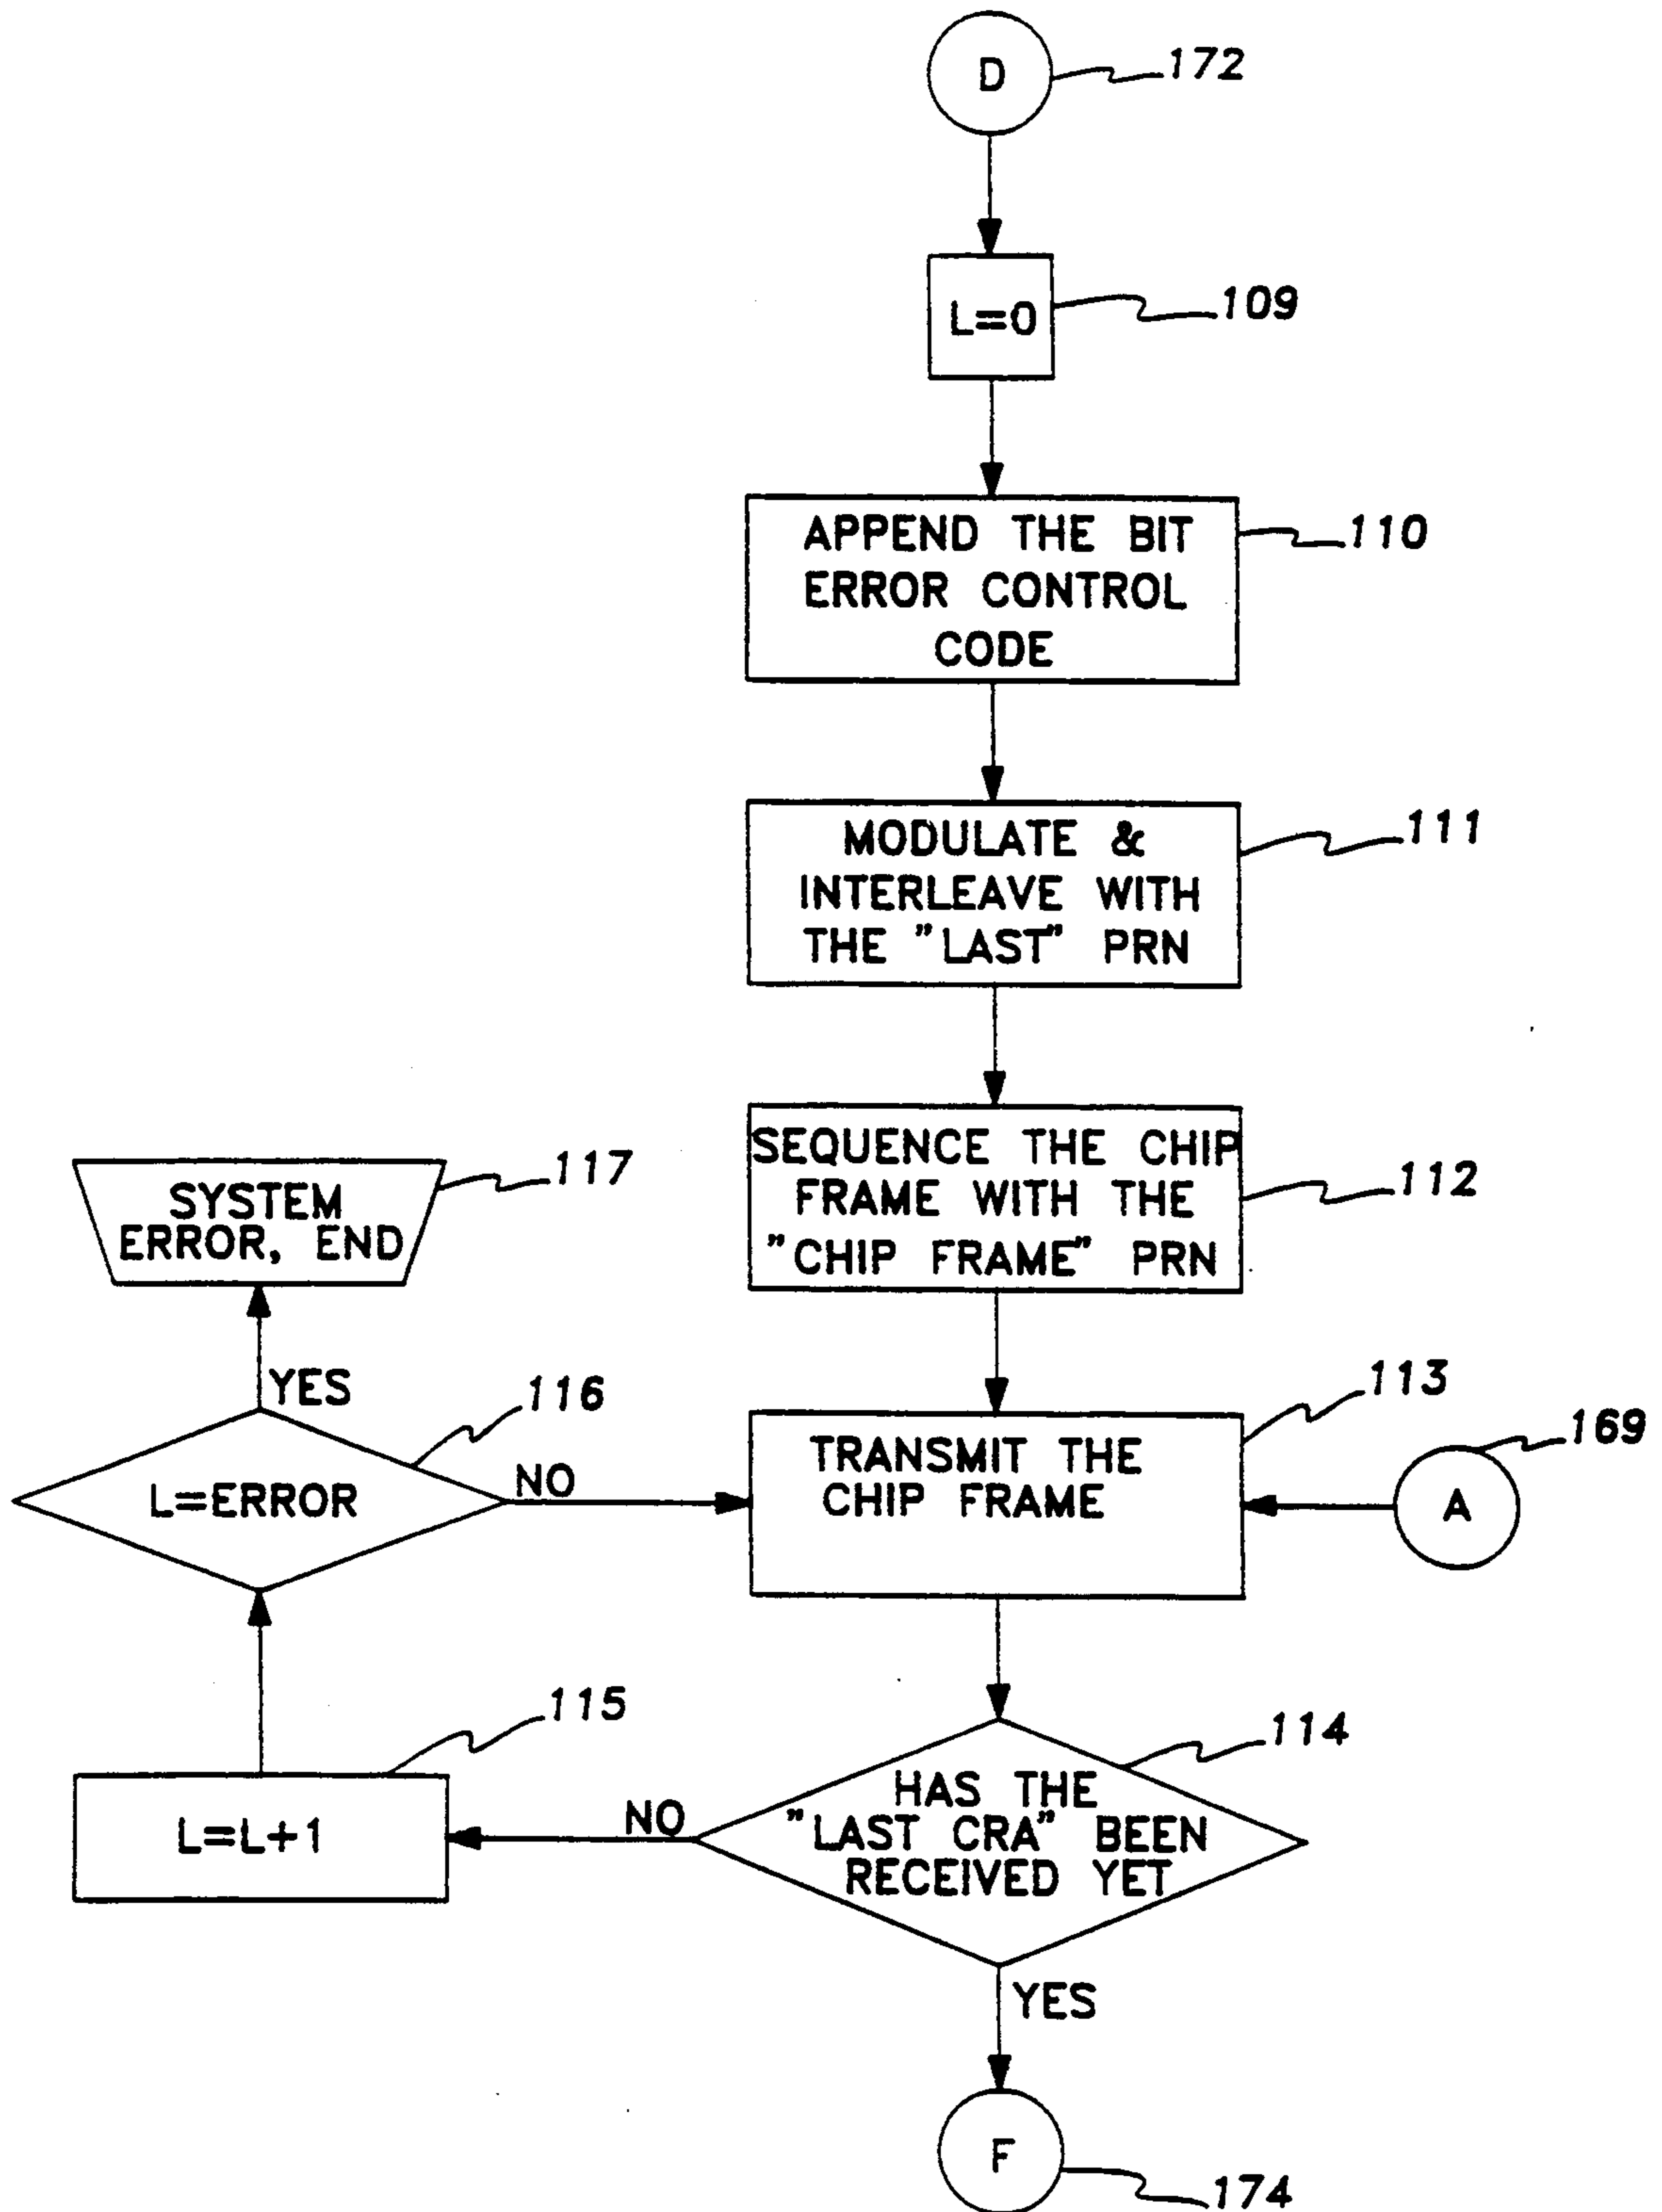 D
172
L=0
109
APPEND THE BIT
ERROR CONTROL
CODE
110
MODULATE &
INTERLEAVE WITH
THE "LAST" PRN
111
SEQUENCE THE CHIP
FRAME WITH THE
"CHIP FRAME" PRN
112
SYSTEM
ERROR, END
117
YES
116
L=ERROR
NO
TRANSMIT THE
CHIP FRAME
113
A
169
115
L=L+1
NO
HAS THE
"LAST CRA" BEEN
RECEIVED YET
114
YES
F
174